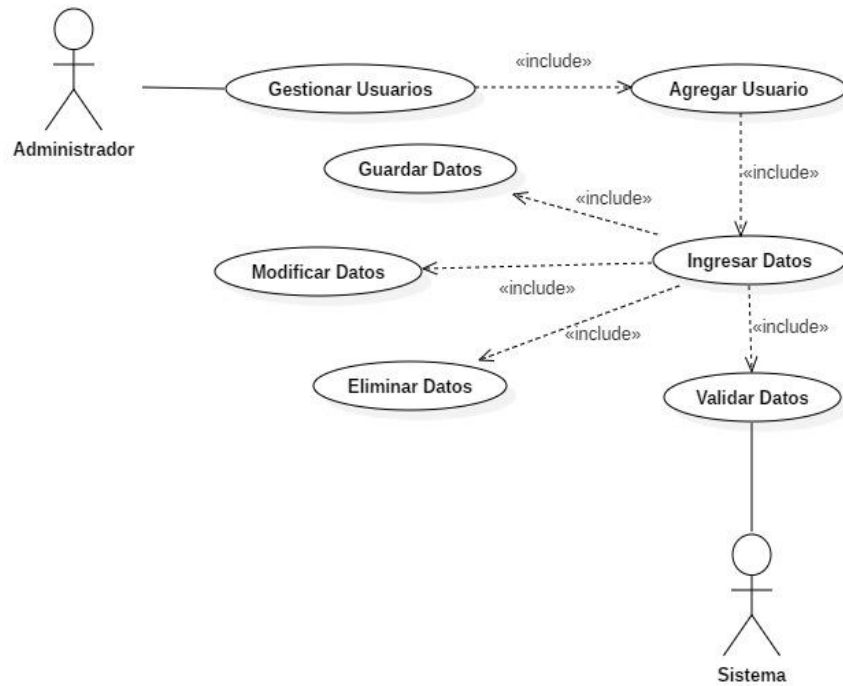 «include»
Gestionar Usuarios
Agregar Usuario
Administrador
Guardar Datos
«include»
«include»
Modificar Datos
Ingresar Datos
«include»
«include»
«include»
Eliminar Datos
Validar Datos
Sistema